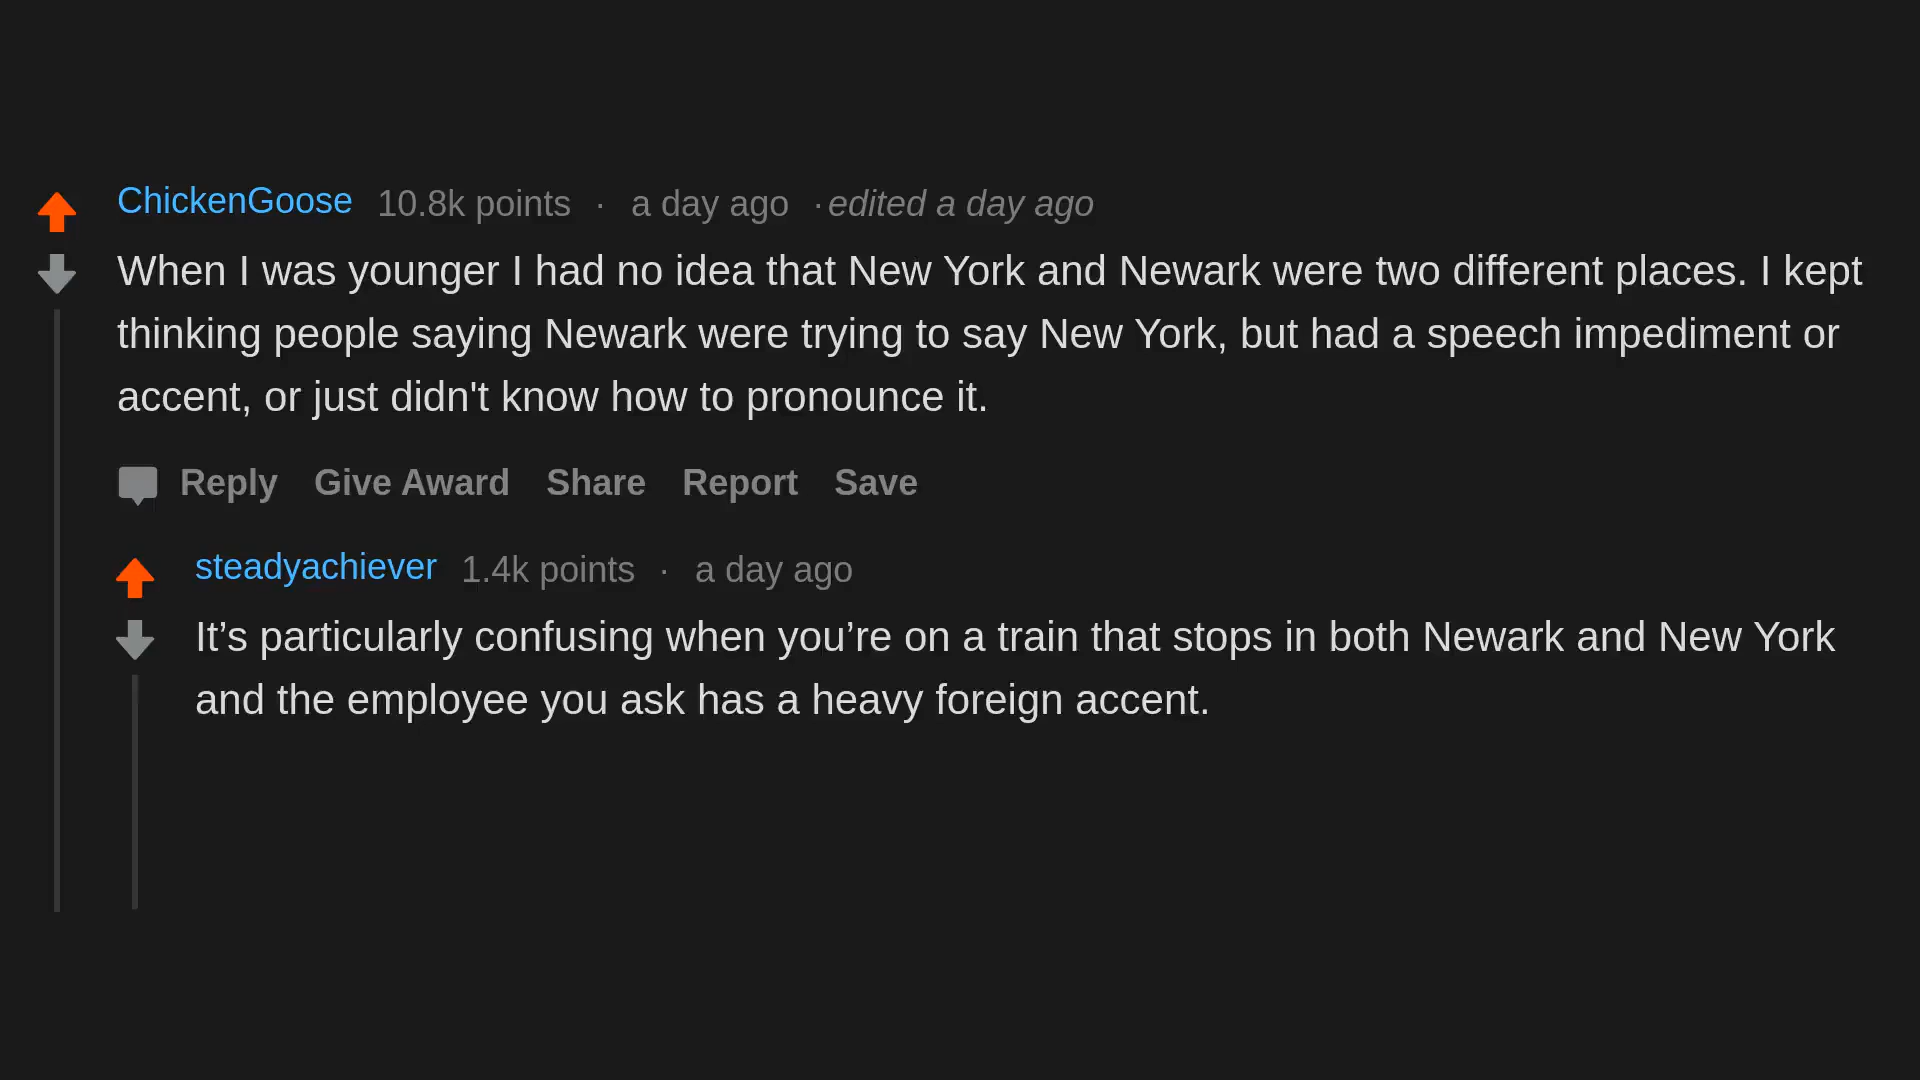 ChickenGoose 10.8k points · a day ago · edited a day ago
When I was younger I had no idea that New York and Newark were two different places. I kept
thinking people saying Newark were trying to say New York, but had a speech impediment or
accent, or just didn't know how to pronounce it.
Reply Give Award Share Report Save
steadyachiever 1.4k points · a day ago
It’s particularly confusing when you’re on a train that stops in both Newark and New York
and the employee you ask has a heavy foreign accent.